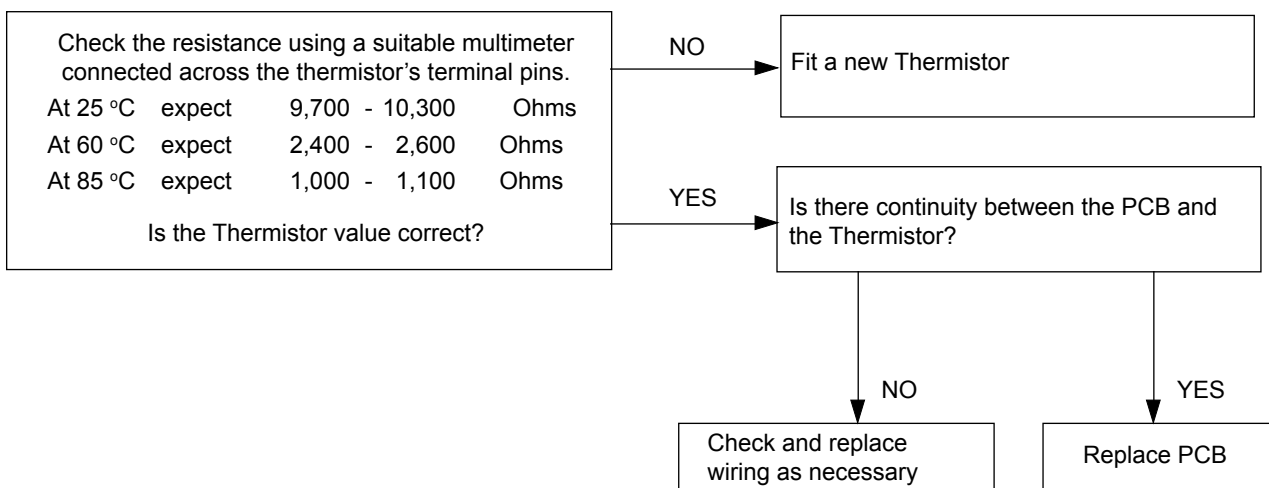 Check the resistance using a suitable multimeter
connected across the thermistor's terminal pins.
At 25 °C expect 9,700 - 10,300 Ohms
At 60 °C expect 2,400 - 2,600 Ohms
At 85 °C expect 1,000 - 1,100 Ohms
Is the Thermistor value correct?
NO
Fit a new Thermistor
YES
Is there continuity between the PCB and
the Thermistor?
NO
Check and replace
wiring as necessary
YES
Replace PCB